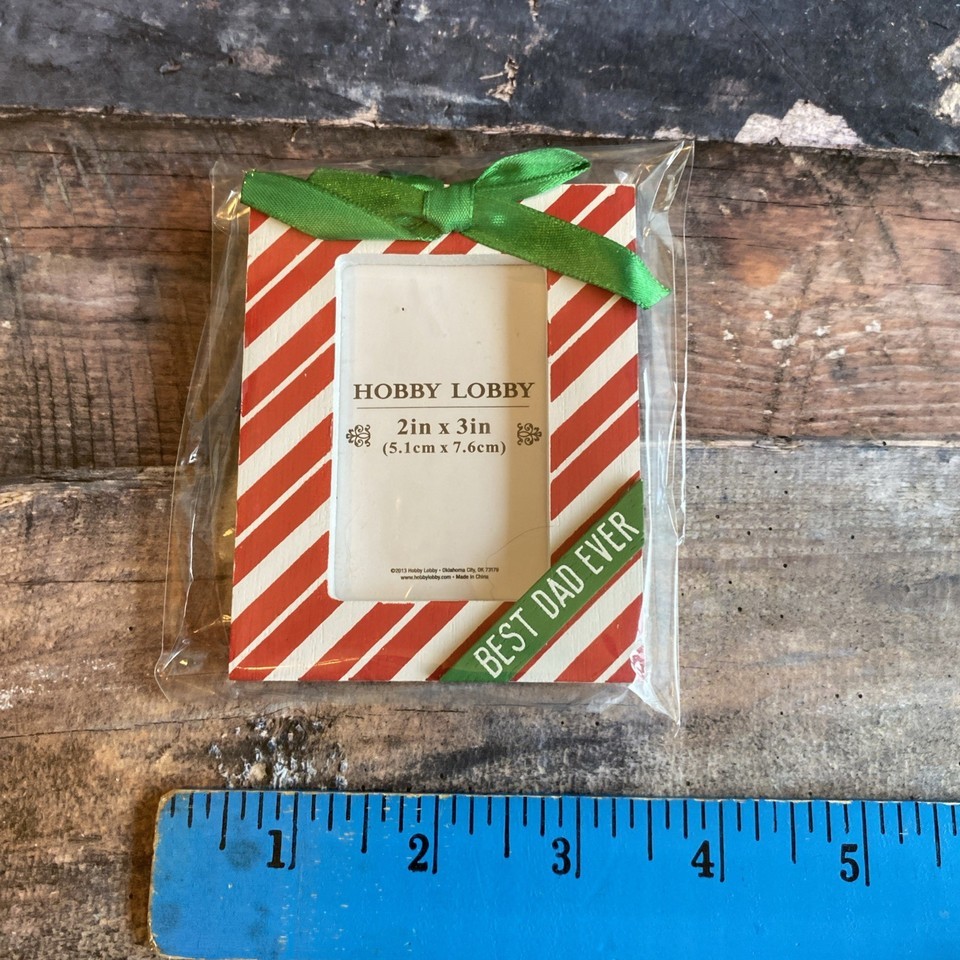 HOBBY LOBBY
2in x 3in
(5.1cm x 7.6cm)
©2013 Hobby Lobby • Oklahoma City, OK 73179
www.hobbylobby.com • Made in China
BEST DAD EVER
1 2 3 4 5